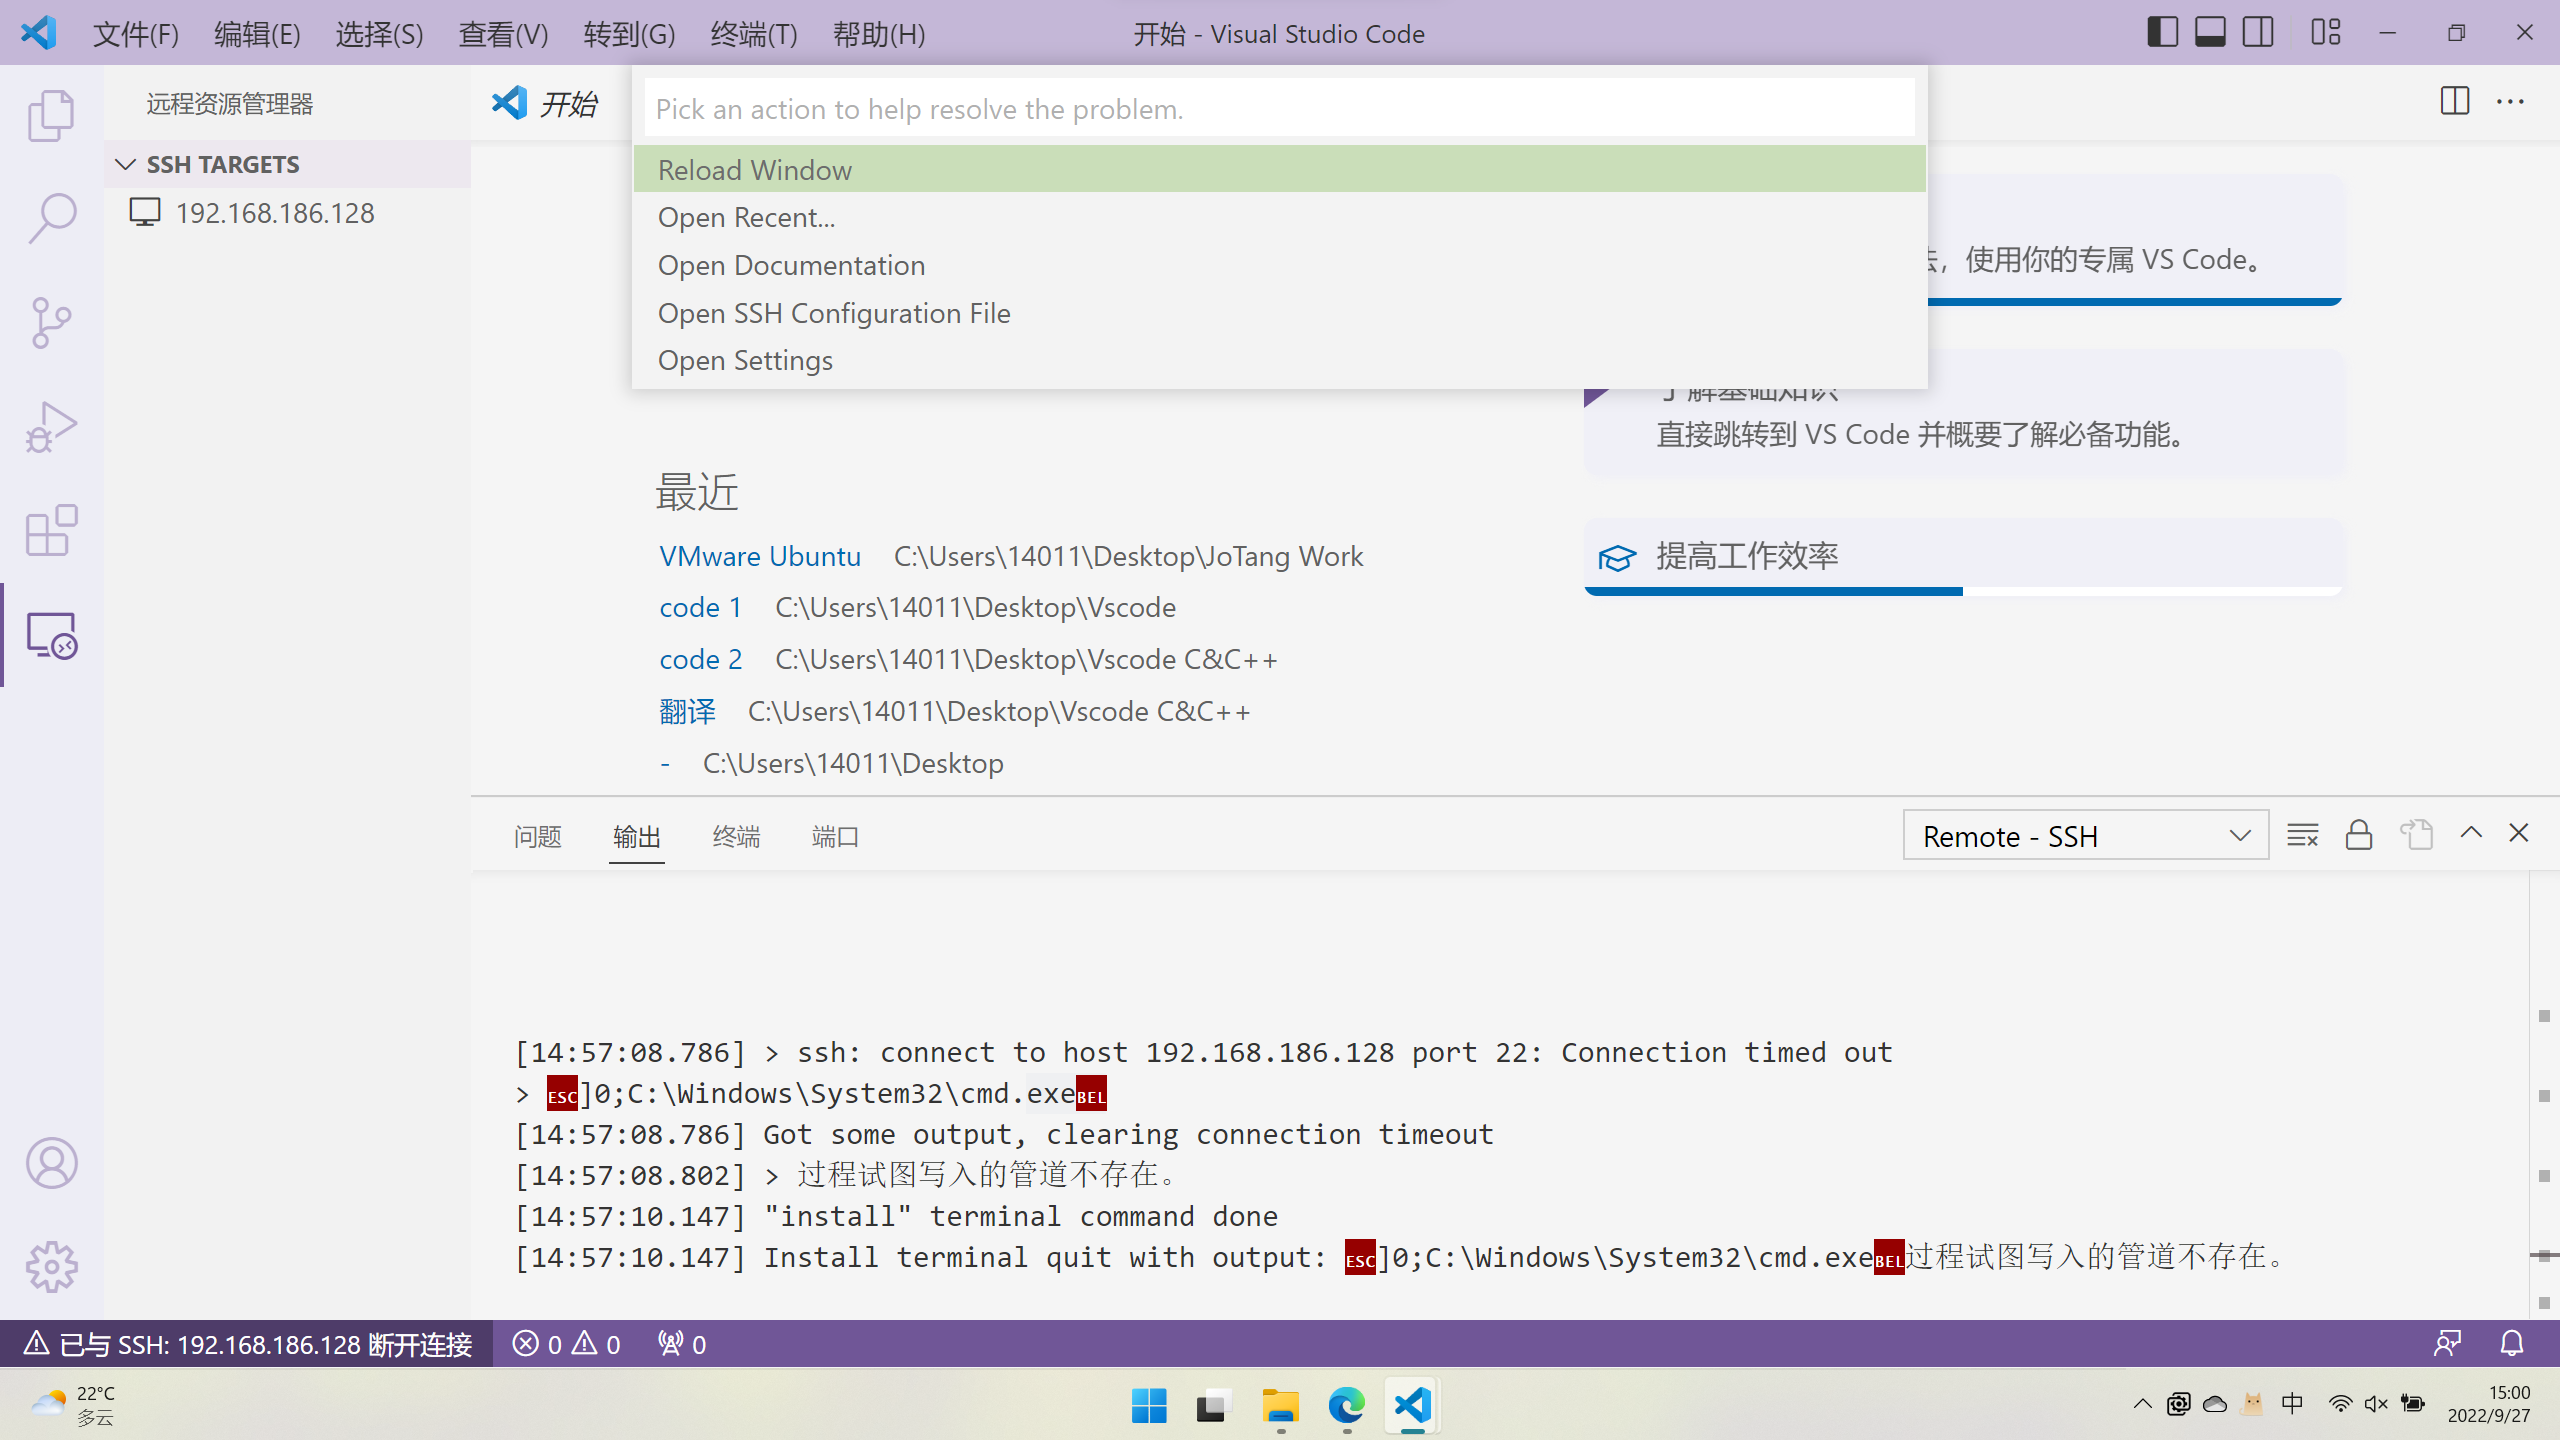 文件(F) 编辑(E) 选择(S) 查看(V) 转到(G) 终端(T) 帮助(H) 开始 - Visual Studio Code
远程资源管理器
SSH TARGETS
192.168.186.128
开始
Pick an action to help resolve the problem.
Reload Window
Open Recent...
Open Documentation
Open SSH Configuration File
Open Settings
，使用你的专属 VS Code。
了解基础知识
直接跳转到 VS Code 并概要了解必备功能。
提高工作效率
最近
VMware Ubuntu C:\Users\14011\Desktop\JoTang Work
code 1 C:\Users\14011\Desktop\Vscode
code 2 C:\Users\14011\Desktop\Vscode C&C++
翻译 C:\Users\14011\Desktop\Vscode C&C++
- C:\Users\14011\Desktop
问题 输出 终端 端口 Remote - SSH
[14:57:08.786] > ssh: connect to host 192.168.186.128 port 22: Connection timed out
> ESC]0;C:\Windows\System32\cmd.exeBEL
[14:57:08.786] Got some output, clearing connection timeout
[14:57:08.802] > 过程试图写入的管道不存在。
[14:57:10.147] "install" terminal command done
[14:57:10.147] Install terminal quit with output: ESC]0;C:\Windows\System32\cmd.exeBEL过程试图写入的管道不存在。
已与 SSH: 192.168.186.128 断开连接 0 0 0
22°C
多云
中
15:00
2022/9/27